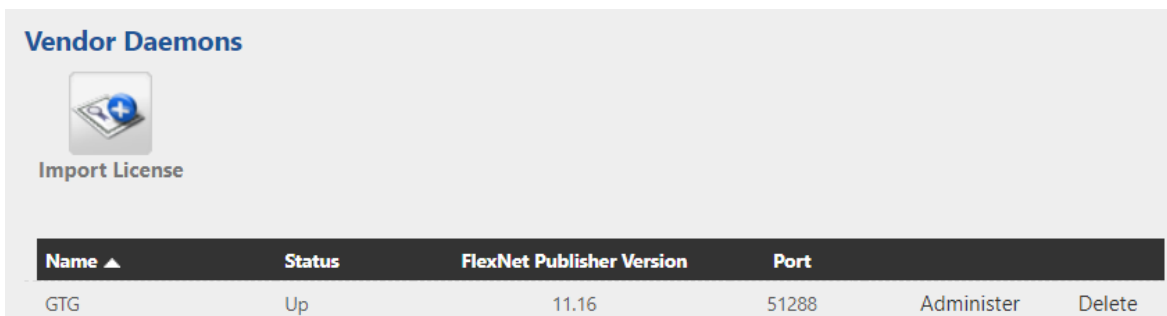 Vendor Daemons
Import License
Name ▲ Status FlexNet Publisher Version Port
GTG Up 11.16 51288 Administer Delete